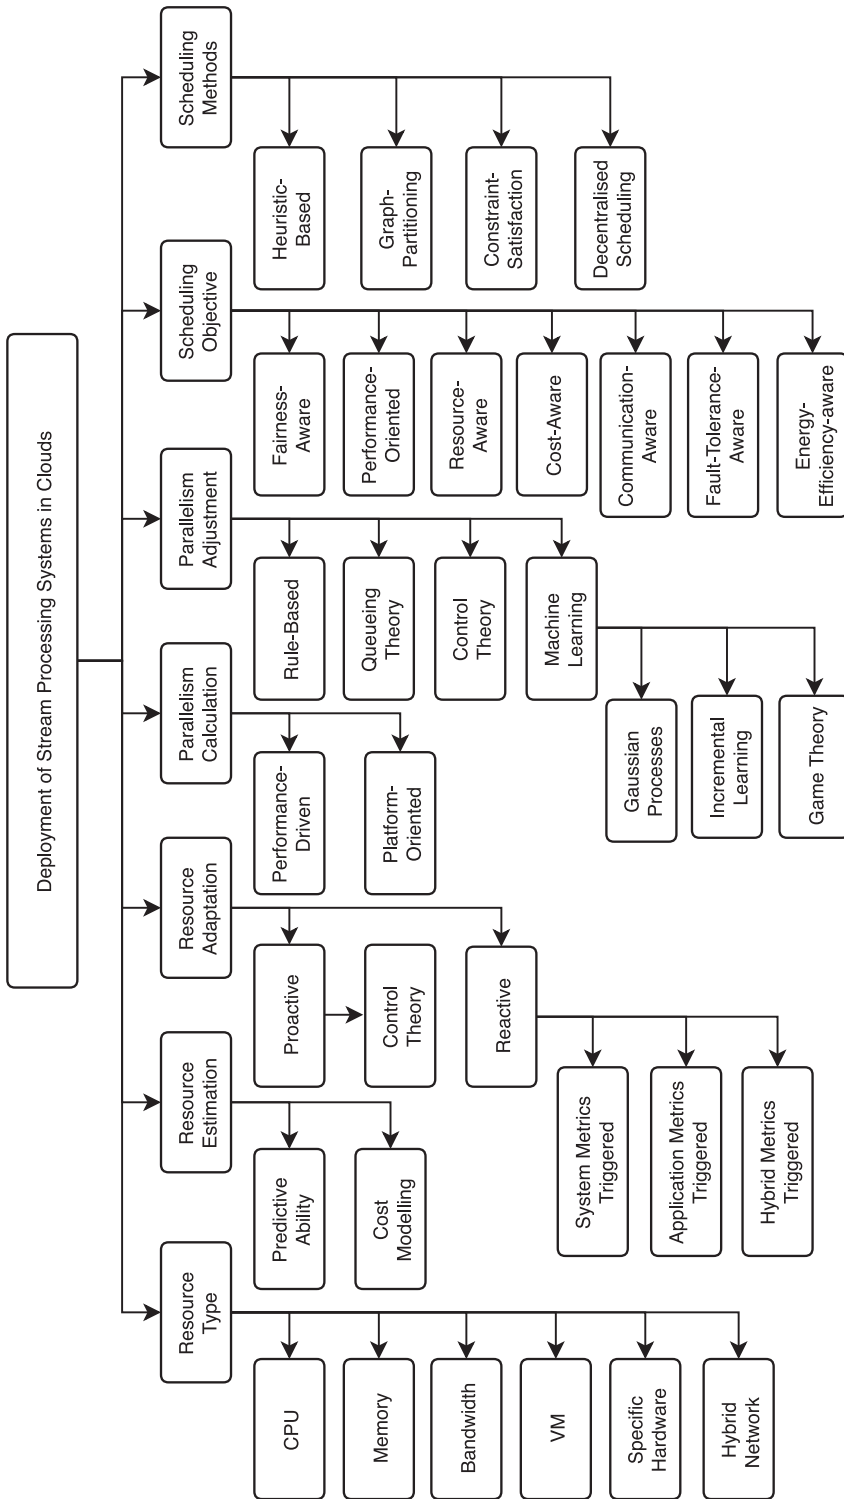 Deployment of Stream Processing Systems in Clouds
Resource
Type
CPU
Memory
Bandwidth
VM
Specific
Hardware
Hybrid
Network
Resource
Estimation
Predictive
Ability
Cost
Modelling
Resource
Adaptation
Proactive
Control
Theory
Reactive
System Metrics
Triggered
Application Metrics
Triggered
Hybrid Metrics
Triggered
Parallelism
Calculation
Performance-
Driven
Platform-
Oriented
Parallelism
Adjustment
Rule-Based
Queueing
Theory
Control
Theory
Machine
Learning
Gaussian
Processes
Incremental
Learning
Game Theory
Scheduling
Objective
Fairness-
Aware
Performance-
Oriented
Resource-
Aware
Cost-Aware
Communication-
Aware
Fault-Tolerance-
Aware
Energy-
Efficiency-aware
Scheduling
Methods
Heuristic-
Based
Graph-
Partitioning
Constraint-
Satisfaction
Decentralised
Scheduling